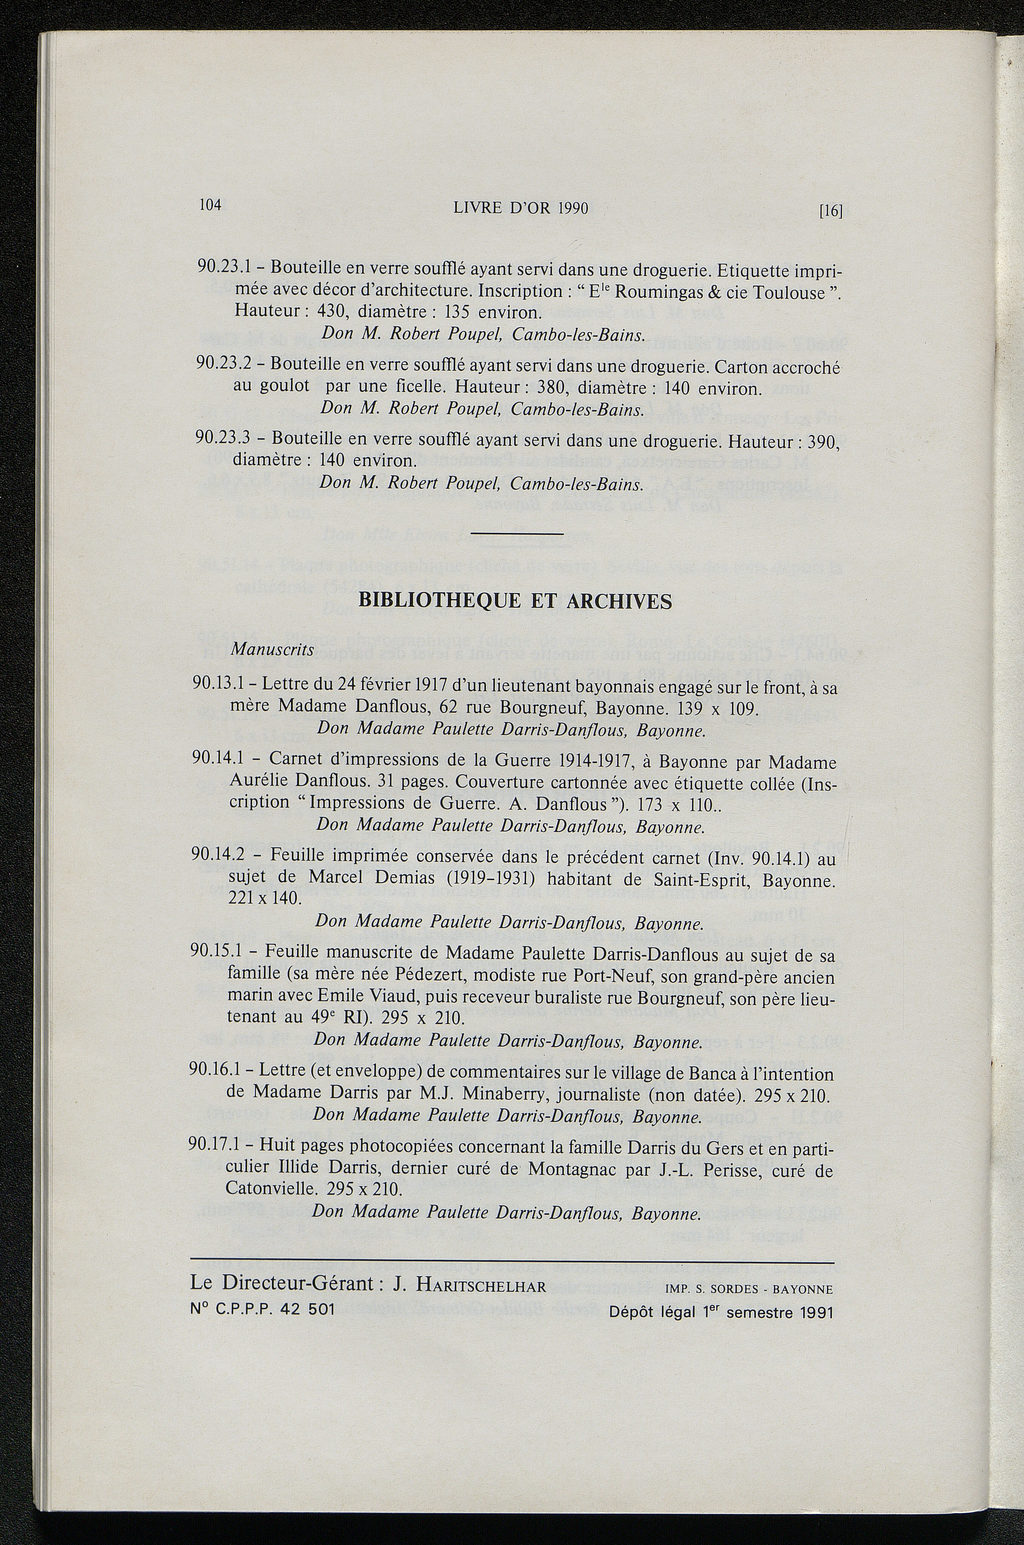 104 LIVRE D'OR 1990 [16]
90.23.1 – Bouteille en verre soufflé ayant servi dans une droguerie. Etiquette impri-
mée avec décor d'architecture. Inscription : “ Ele Roumingas & cie Toulouse ”.
Hauteur : 430, diamètre : 135 environ.
Don M. Robert Poupel, Cambo-les-Bains.
90.23.2 – Bouteille en verre soufflé ayant servi dans une droguerie. Carton accroché
au goulot par une ficelle. Hauteur : 380, diamètre : 140 environ.
Don M. Robert Poupel, Cambo-les-Bains.
90.23.3 – Bouteille en verre soufflé ayant servi dans une droguerie. Hauteur : 390,
diamètre : 140 environ.
Don M. Robert Poupel, Cambo-les-Bains.
BIBLIOTHEQUE ET ARCHIVES
Manuscrits
90.13.1 – Lettre du 24 février 1917 d'un lieutenant bayonnais engagé sur le front, à sa
mère Madame Danflous, 62 rue Bourgneuf, Bayonne. 139 x 109.
Don Madame Paulette Darris-Danflous, Bayonne.
90.14.1 – Carnet d'impressions de la Guerre 1914-1917, à Bayonne par Madame
Aurélie Danflous. 31 pages. Couverture cartonnée avec étiquette collée (Ins-
cription “ Impressions de Guerre. A. Danflous ”). 173 x 110..
Don Madame Paulette Darris-Danflous, Bayonne.
90.14.2 – Feuille imprimée conservée dans le précédent carnet (Inv. 90.14.1) au
sujet de Marcel Demias (1919-1931) habitant de Saint-Esprit, Bayonne.
221 x 140.
Don Madame Paulette Darris-Danflous, Bayonne.
90.15.1 – Feuille manuscrite de Madame Paulette Darris-Danflous au sujet de sa
famille (sa mère née Pédezert, modiste rue Port-Neuf, son grand-père ancien
marin avec Emile Viaud, puis receveur buraliste rue Bourgneuf, son père lieu-
tenant au 49e RI). 295 x 210.
Don Madame Paulette Darris-Danflous, Bayonne.
90.16.1 – Lettre (et enveloppe) de commentaires sur le village de Banca à l'intention
de Madame Darris par M.J. Minaberry, journaliste (non datée). 295 x 210.
Don Madame Paulette Darris-Danflous, Bayonne.
90.17.1 – Huit pages photocopiées concernant la famille Darris du Gers et en parti-
culier Illide Darris, dernier curé de Montagnac par J.-L. Perisse, curé de
Catonvielle. 295 x 210.
Don Madame Paulette Darris-Danflous, Bayonne.
Le Directeur-Gérant : J. HARITSCHELHAR IMP. S. SORDES - BAYONNE
N° C.P.P.P. 42 501 Dépôt légal 1er semestre 1991